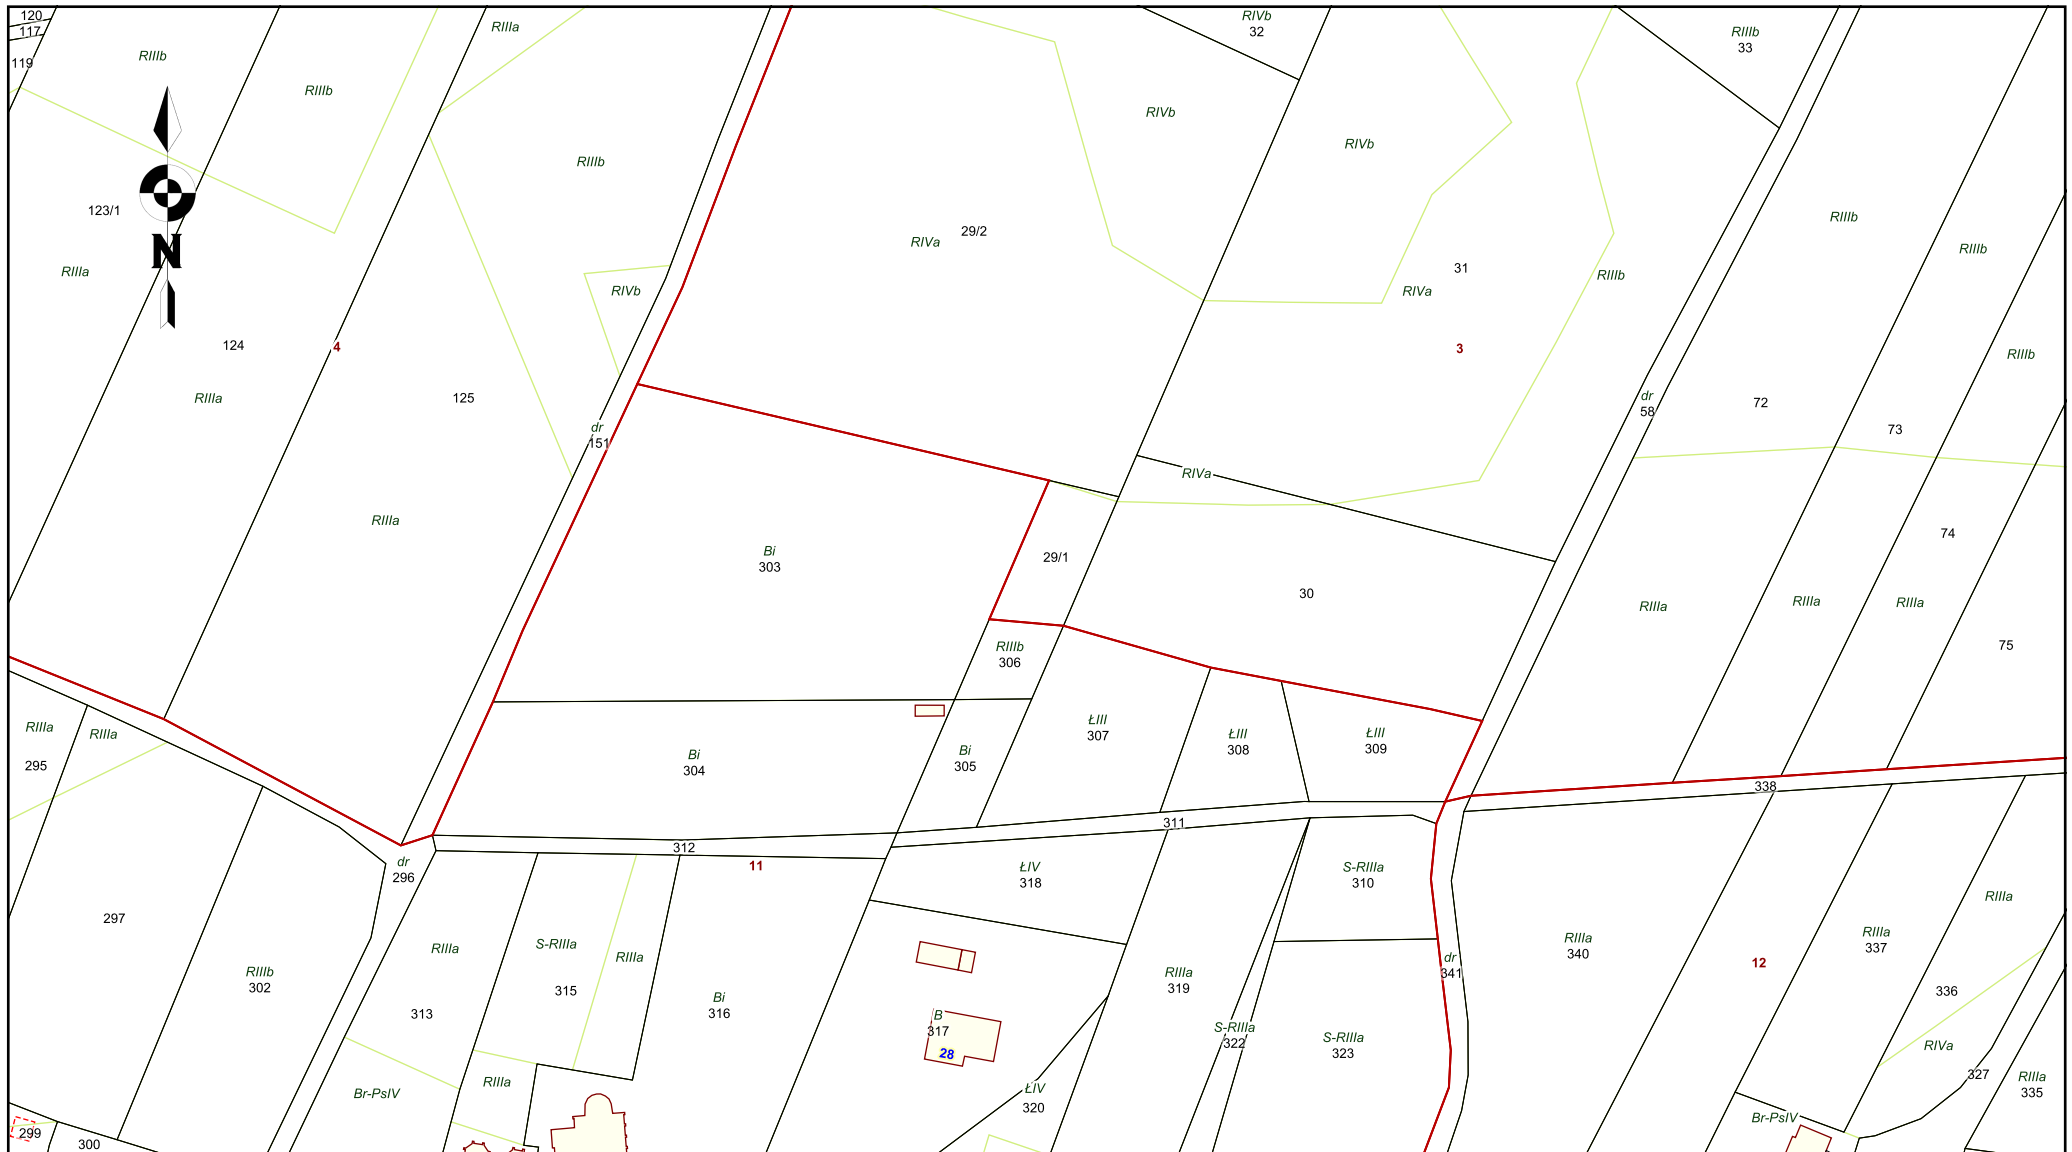 120
117
119
RIIIb
RIIIb
RIIIa
RIVb
32
RIIIb
33
RIVb
RIVb
RIIIb
N
123/1
RIIIa
RIVa
29/2
RIIIb
RIIIb
31
RIVa
RIIIb
RIVb
124
4
3
RIIIb
RIIIa
125
dr
151
dr
58
72
73
RIVa
RIIIa
Bi
303
29/1
30
74
RIIIa
RIIIa
RIIIa
75
RIIIb
306
RIIIa
RIIIa
295
Bi
304
Bi
305
ŁIII
307
ŁIII
308
ŁIII
309
338
311
312
11
dr
296
ŁIV
318
S-RIIIa
310
RIIIa
297
RIIIb
302
RIIIa
S-RIIIa
RIIIa
315
313
Bi
316
RIIIa
319
dr
341
RIIIa
340
12
RIIIa
337
336
B
317
28
S-RIIIa
322
S-RIIIa
323
RIVa
327
RIIIa
335
RIIIa
Br-PsIV
ŁIV
320
Br-PsIV
299
300